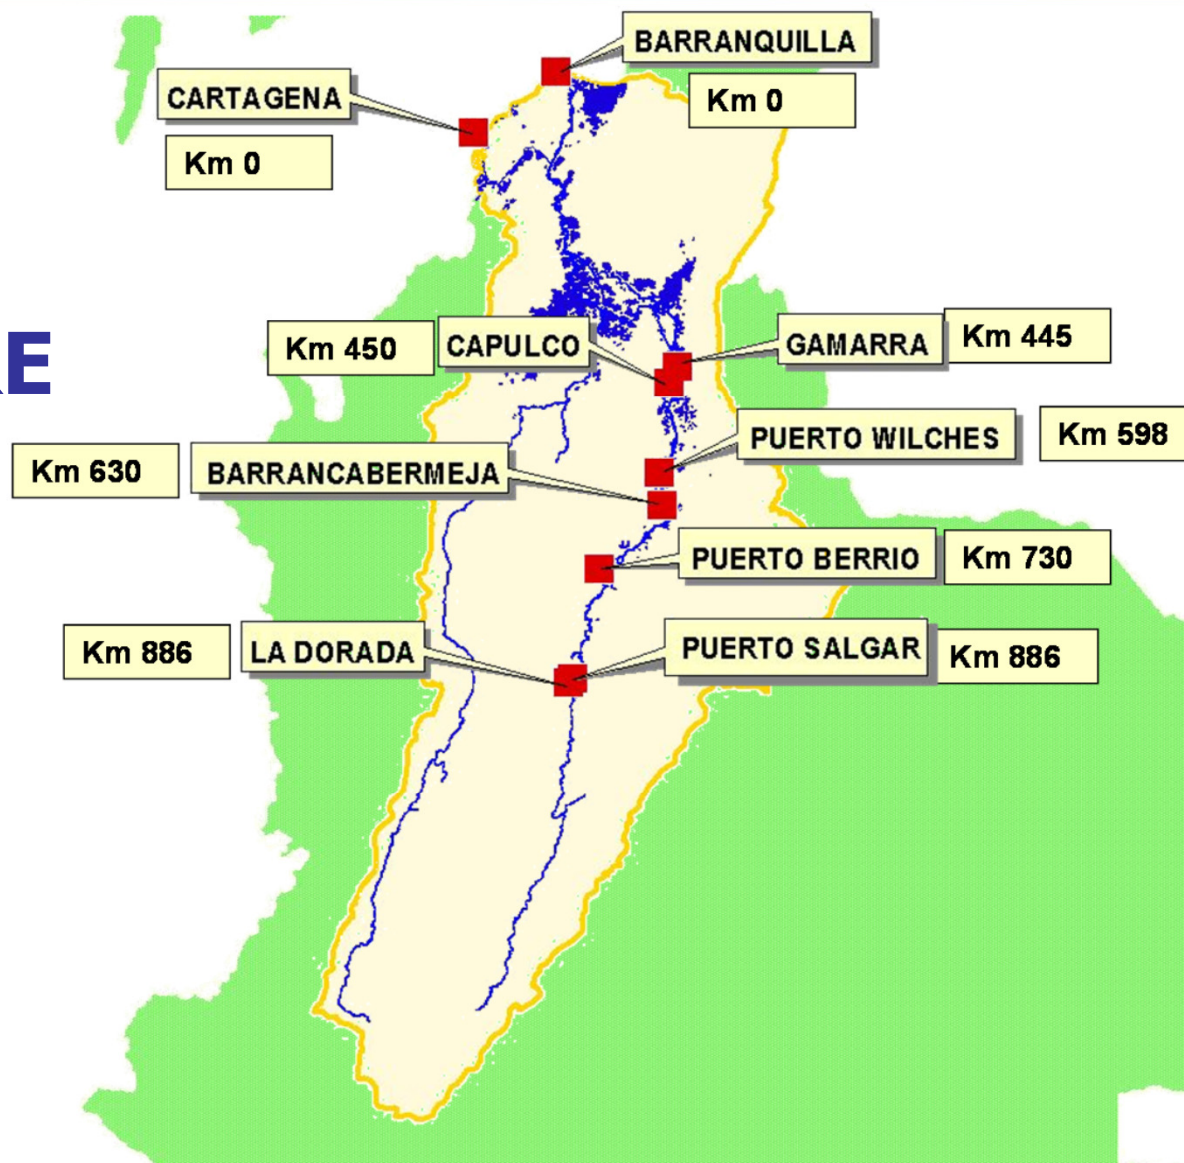 BARRANQUILLA
Km 0
CARTAGENA
Km 0
Km 450
CAPULCO
GAMARRA
Km 445
PUERTO WILCHES
Km 598
Km 630
BARRANCABERMEJA
PUERTO BERRIO
Km 730
Km 886
LA DORADA
PUERTO SALGAR
Km 886